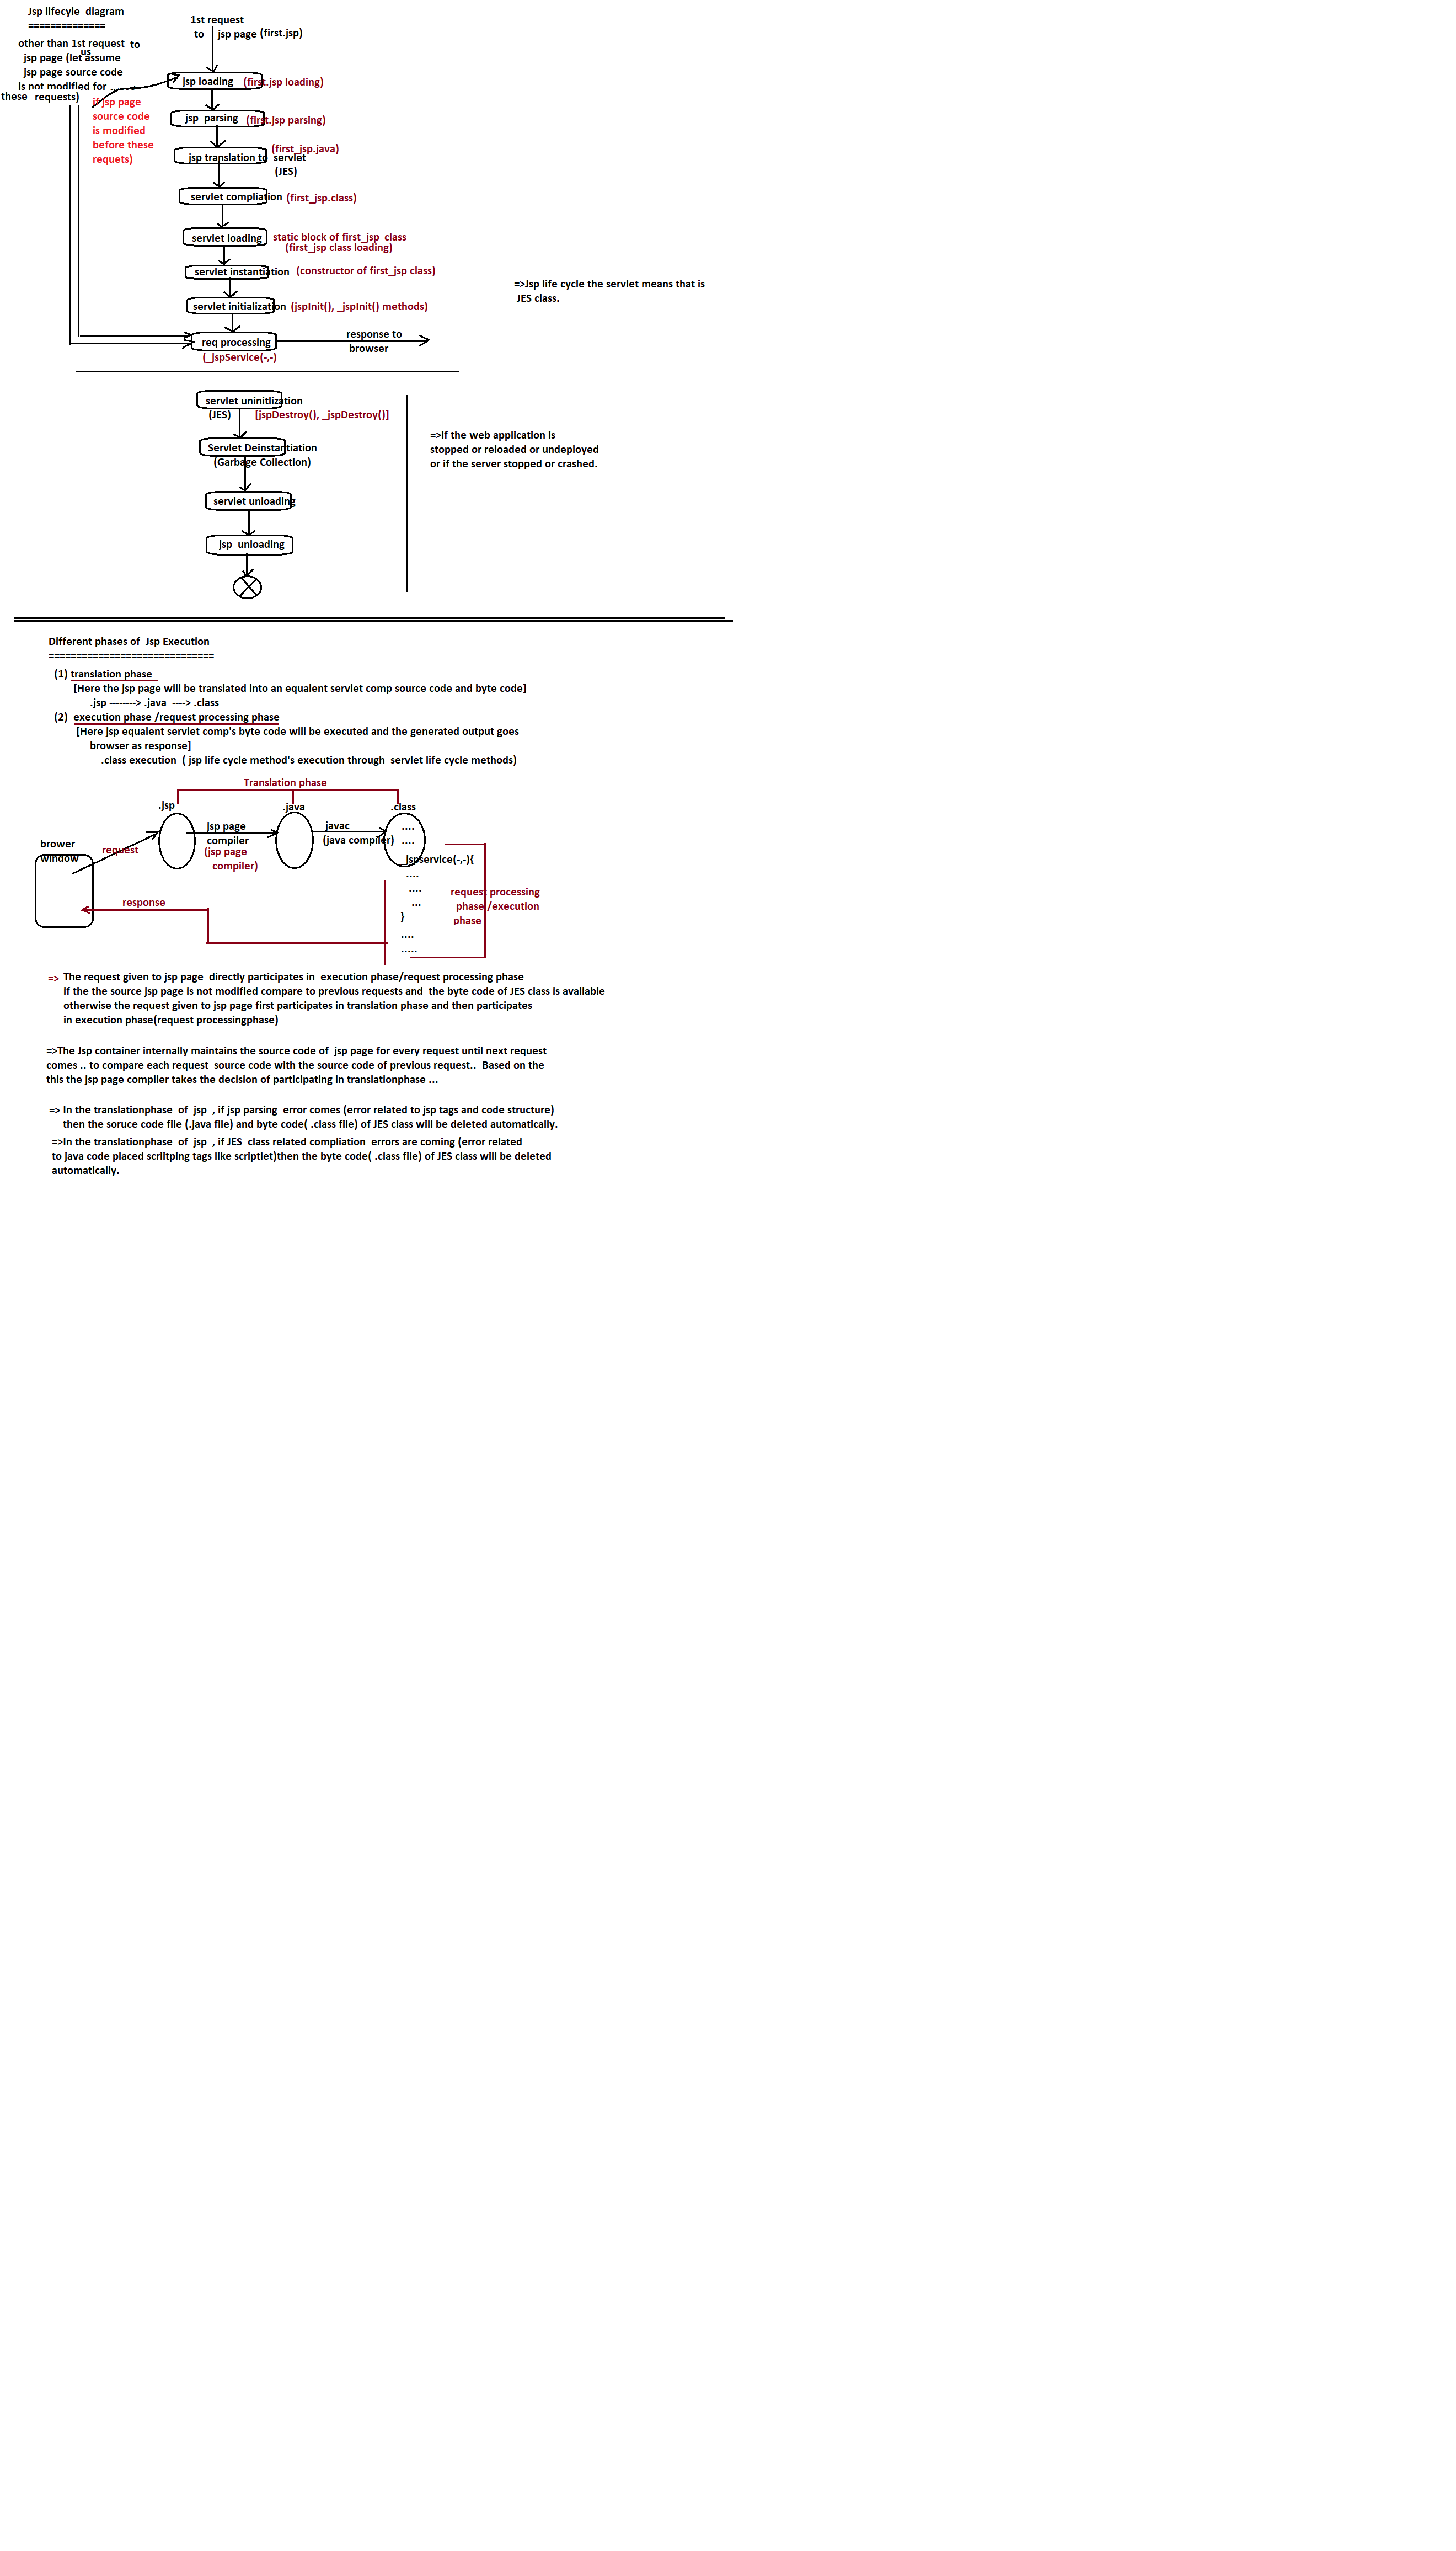 Jsp lifecyle  diagram
==============
other than 1st request  to
us
jsp page (let assume
jsp page source code
is not modified for ......
these  requests)
if jsp page
source code
is modified
before these
requets)
1st request
to  jsp page (first.jsp)
jsp loading  (first.jsp loading)
jsp  parsing  (first.jsp parsing)
(first_jsp.java)
jsp translation to  servlet
(JES)
servlet compliation (first_jsp.class)
servlet loading  static block of first_jsp  class
(first_jsp class loading)
servlet instantiation  (constructor of first_jsp class)
servlet initialization (jspInit(), _jspInit() methods)
req processing
(_jspService(-,-)
response to
browser
=>Jsp life cycle the servlet means that is
JES class.
servlet uninitlization
(JES)  [jspDestroy(), _jspDestroy()]
Servlet Deinstantiation
(Garbage Collection)
servlet unloading
jsp  unloading
=>if the web application is
stopped or reloaded or undeployed
or if the server stopped or crashed.
Different phases of  Jsp Execution
==============================
(1) translation phase
[Here the jsp page will be translated into an equalent servlet comp source code and byte code]
.jsp --------> .java  ----> .class
(2)  execution phase /request processing phase
[Here jsp equalent servlet comp's byte code will be executed and the generated output goes
browser as response]
.class execution  ( jsp life cycle method's execution through  servlet life cycle methods)
Translation phase
.jsp  .java  .class
jsp page
compiler
(jsp page
compiler)
javac
(java compiler)
....
....
_jspservice(-,-){
....
....
...
}
....
.....
brower
window
request
response
request processing
phase/execution
phase
=> The request given to jsp page  directly participates in  execution phase/request processing phase
if the the source jsp page is not modified compare to previous requests and  the byte code of JES class is avaliable
otherwise the request given to jsp page first participates in translation phase and then participates
in execution phase(request processingphase)
=>The Jsp container internally maintains the source code of  jsp page for every request until next request
comes .. to compare each request  source code with the source code of previous request..  Based on the
this the jsp page compiler takes the decision of participating in translationphase ...
=> In the translationphase  of  jsp  , if jsp parsing  error comes (error related to jsp tags and code structure)
then the soruce code file (.java file) and byte code( .class file) of JES class will be deleted automatically.
=>In the translationphase  of  jsp  , if JES  class related compliation  errors are coming (error related
to java code placed scriitping tags like scriptlet)then the byte code( .class file) of JES class will be deleted
automatically.